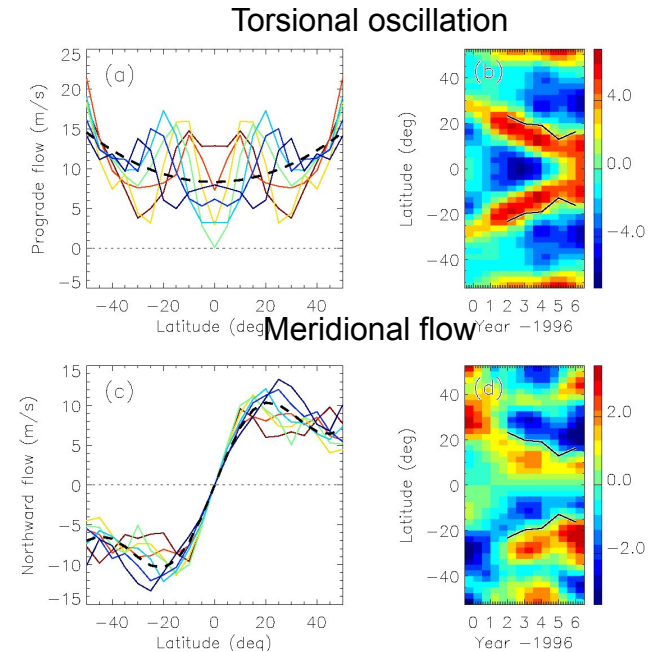 Torsional oscillation
(a)
Prograde flow (m/s)
25
20
15
10
5
0
−5
−40 −20 0 20 40
Latitude (deg)
(b)
Latitude (deg)
40
20
0
−20
−40
0 1 2 3 4 5 6
Year −1996
4.0
0.0
−4.0
Meridional flow
(c)
Northward flow (m/s)
15
10
5
0
−5
−10
−15
−40 −20 0 20 40
Latitude (deg)
(d)
Latitude (deg)
40
20
0
−20
−40
0 1 2 3 4 5 6
Year −1996
2.0
0.0
−2.0